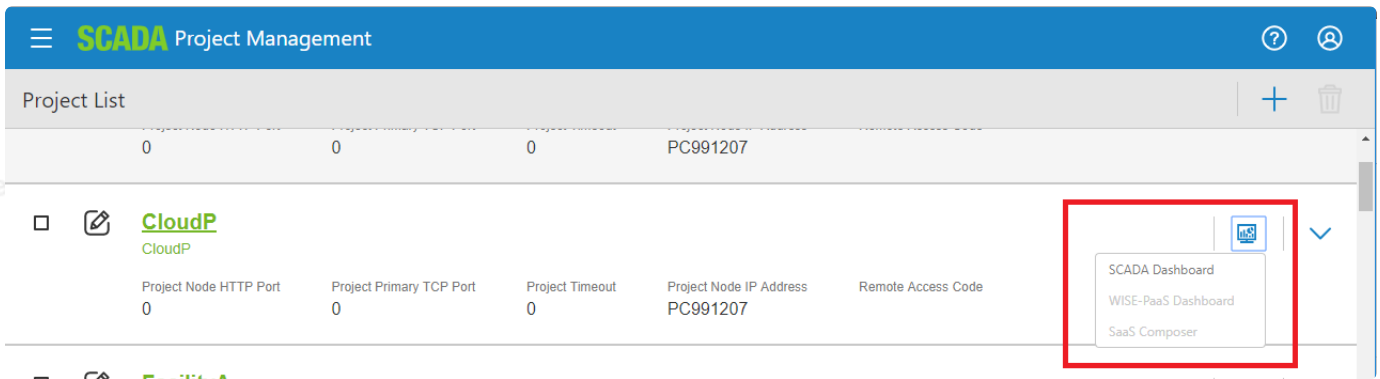 SCADA Project Management
Project List
0 0 0 PC991207
CloudP
CloudP
Project Node HTTP Port Project Primary TCP Port Project Timeout Project Node IP Address Remote Access Code
0 0 0 PC991207
SCADA Dashboard
WISE-PaaS Dashboard
SaaS Composer